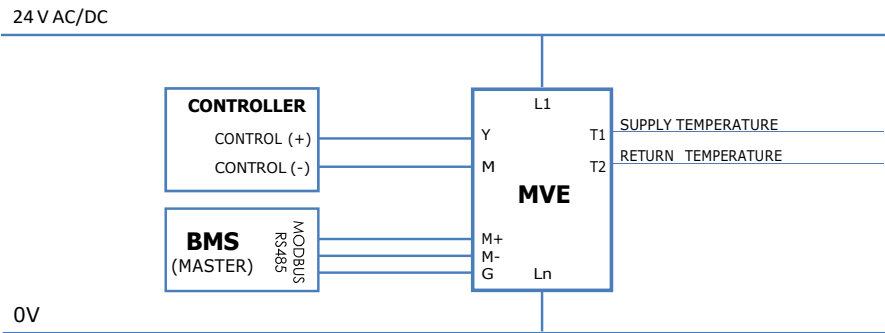 24 V AC/DC
CONTROLLER
CONTROL (+)
CONTROL (-)
L1
Y
M
T1
T2
MVE
SUPPLY TEMPERATURE
RETURN TEMPERATURE
BMS
(MASTER)
MODBUS
RS485
M+
M-
G
Ln
0V